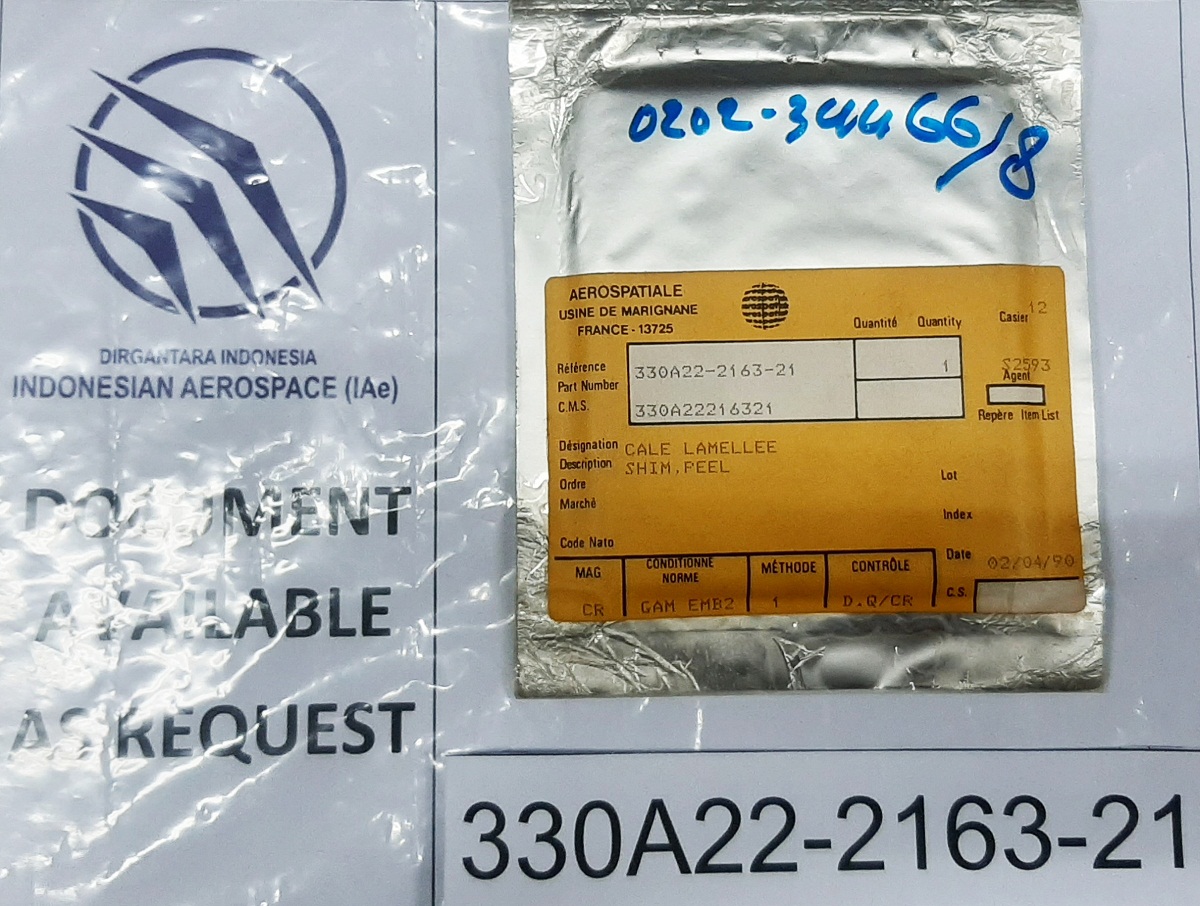 DIRGANTARA INDONESIA
INDONESIAN AEROSPACE (IAe)
DOCUMENT
AVAILABLE
AS REQUEST
0202-344466/8
AEROSPATIALE
USINE DE MARIGNANE
FRANCE - 13725
Quantité Quantity
Casier 12
Référence
Part Number
330A22-2163-21
1
S2593
Agent
C.M.S.
330A22216321
Repère Item List
Désignation CALE LAMELLEE
Description SHIM,PEEL
Ordre
Marché
Lot
Index
Code Nato
Date 02/04/90
MAG
CONDITIONNE
NORME
MÉTHODE
CONTRÔLE
C.S.
CR
GAM EMB2
1
D.Q/CR
330A22-2163-21